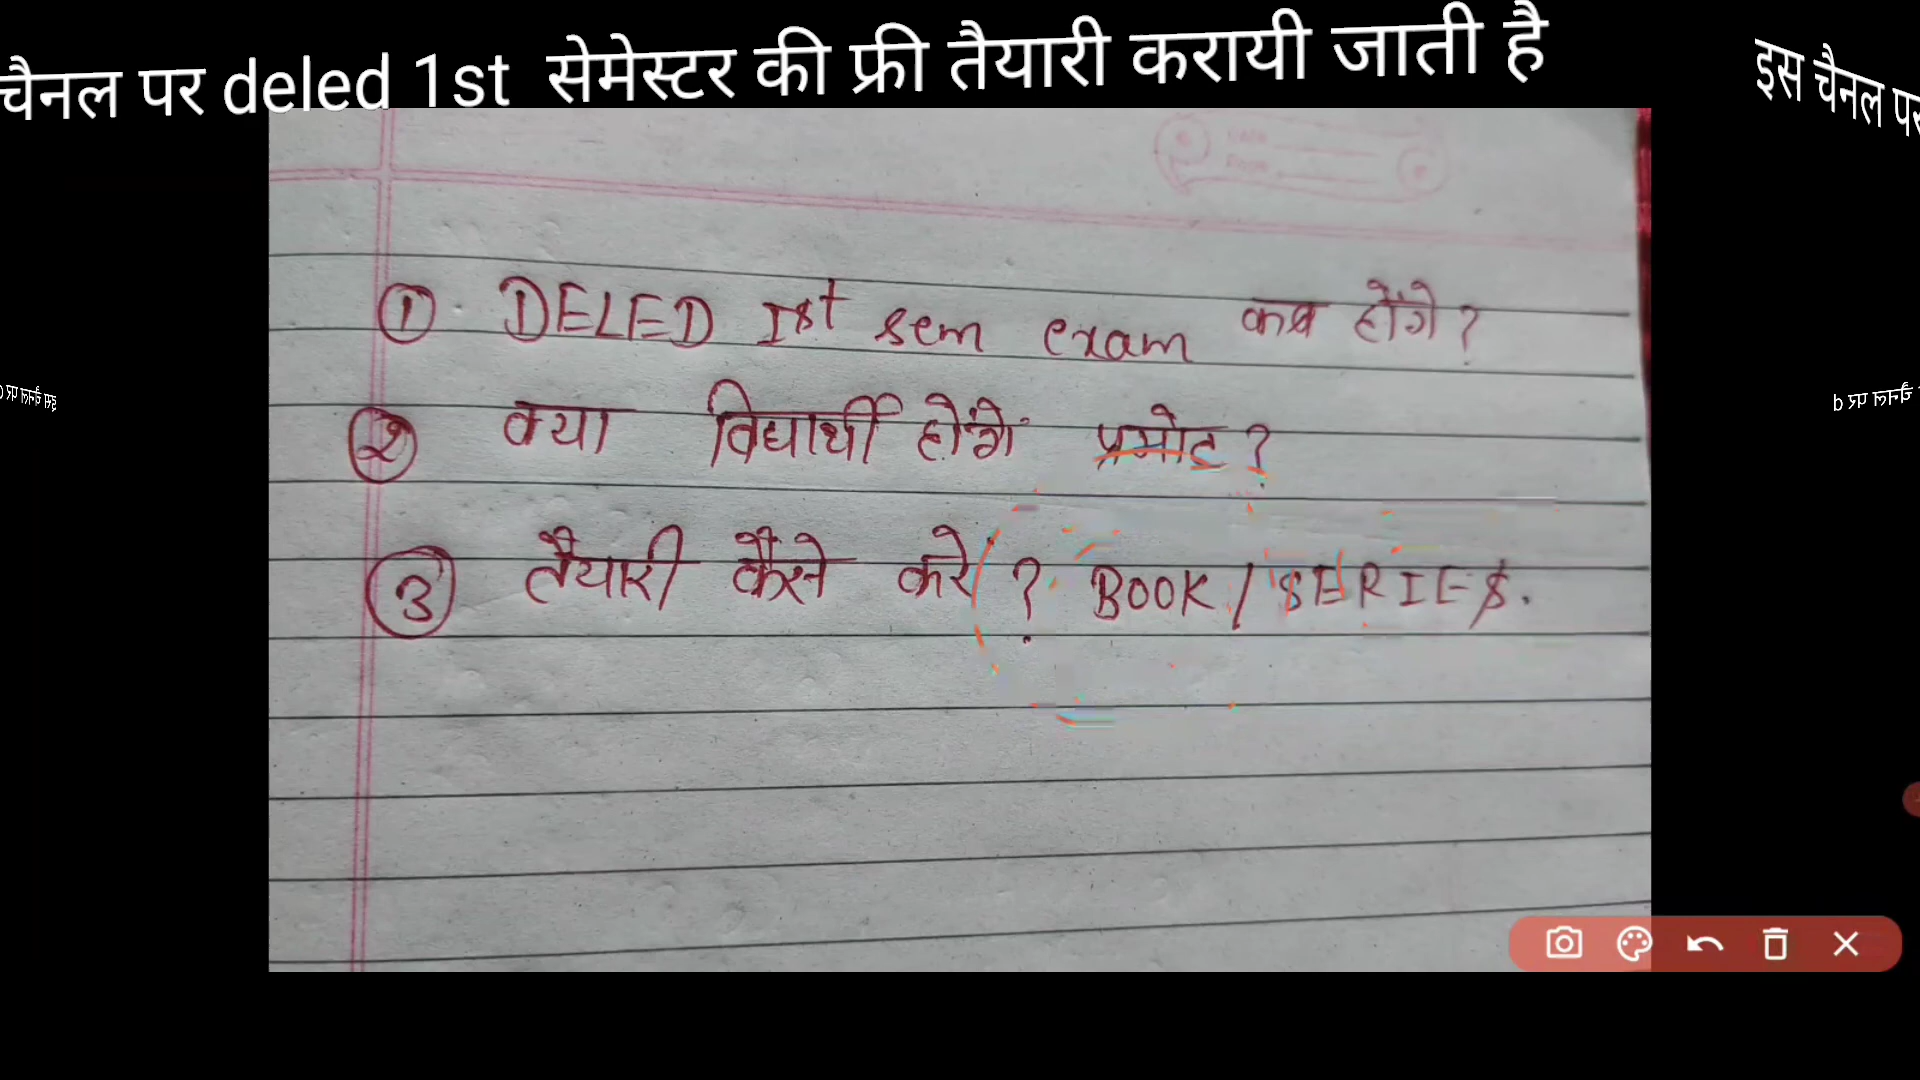 चैनल पर deled 1st सेमेस्टर की फ्री तैयारी करायी जाती है
इस चैनल पर
① DELED Ist sem exam कब होंगे ?
② क्या विद्यार्थी होंगे प्रमोट ?
③ तैयारी कैसे करे ? BOOK / SERIES.